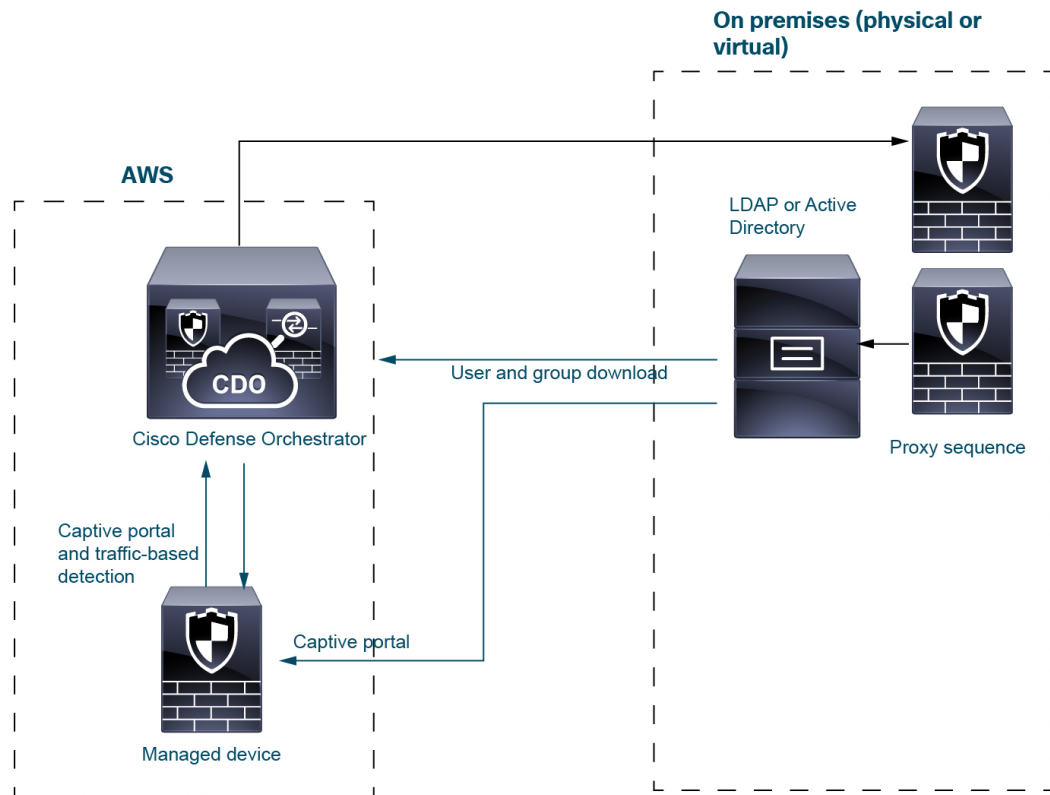 On premises (physical or
virtual)
AWS
LDAP or Active
Directory
CDO
User and group download
Cisco Defense Orchestrator
Proxy sequence
Captive portal
and traffic-based
detection
Captive portal
Managed device